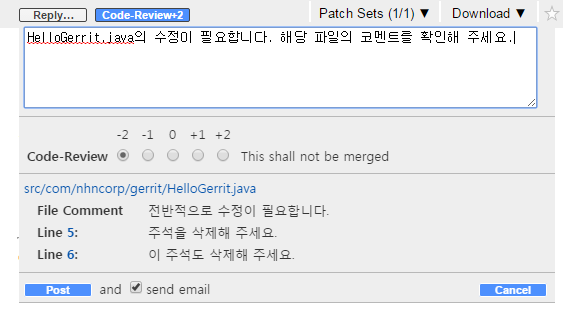 Reply... Code-Review+2 Patch Sets (1/1) ▼ Download ▼
HelloGerrit.java의 수정이 필요합니다. 해당 파일의 코멘트를 확인해 주세요.
-2 -1 0 +1 +2
Code-Review This shall not be merged
src/com/nhncorp/gerrit/HelloGerrit.java
File Comment 전반적으로 수정이 필요합니다.
Line 5: 주석을 삭제해 주세요.
Line 6: 이 주석도 삭제해 주세요.
Post and send email Cancel